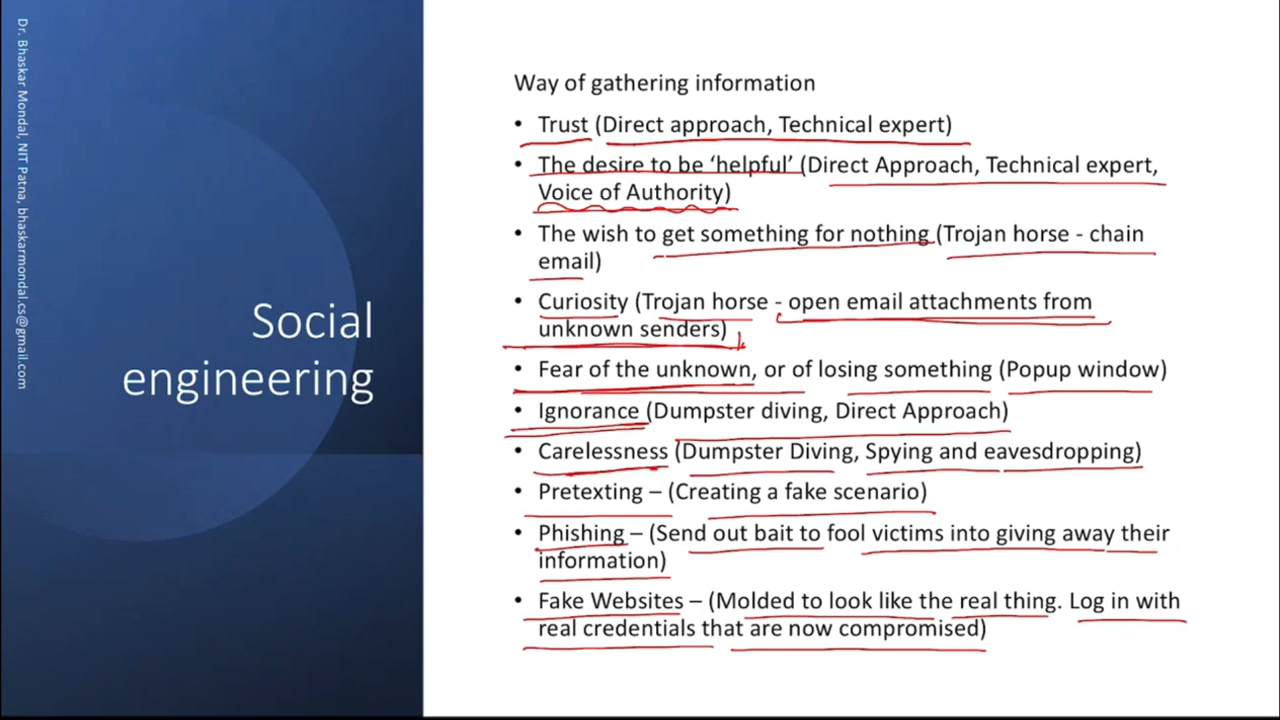 Dr. Bhaskar Mondal, NIT Patna, bhaskarmondal.cs@gmail.com
Social
engineering
Way of gathering information
• Trust (Direct approach, Technical expert)
• The desire to be ‘helpful’ (Direct Approach, Technical expert,
Voice of Authority)
• The wish to get something for nothing (Trojan horse - chain
email)
• Curiosity (Trojan horse - open email attachments from
unknown senders)
• Fear of the unknown, or of losing something (Popup window)
• Ignorance (Dumpster diving, Direct Approach)
• Carelessness (Dumpster Diving, Spying and eavesdropping)
• Pretexting – (Creating a fake scenario)
• Phishing – (Send out bait to fool victims into giving away their
information)
• Fake Websites – (Molded to look like the real thing. Log in with
real credentials that are now compromised)